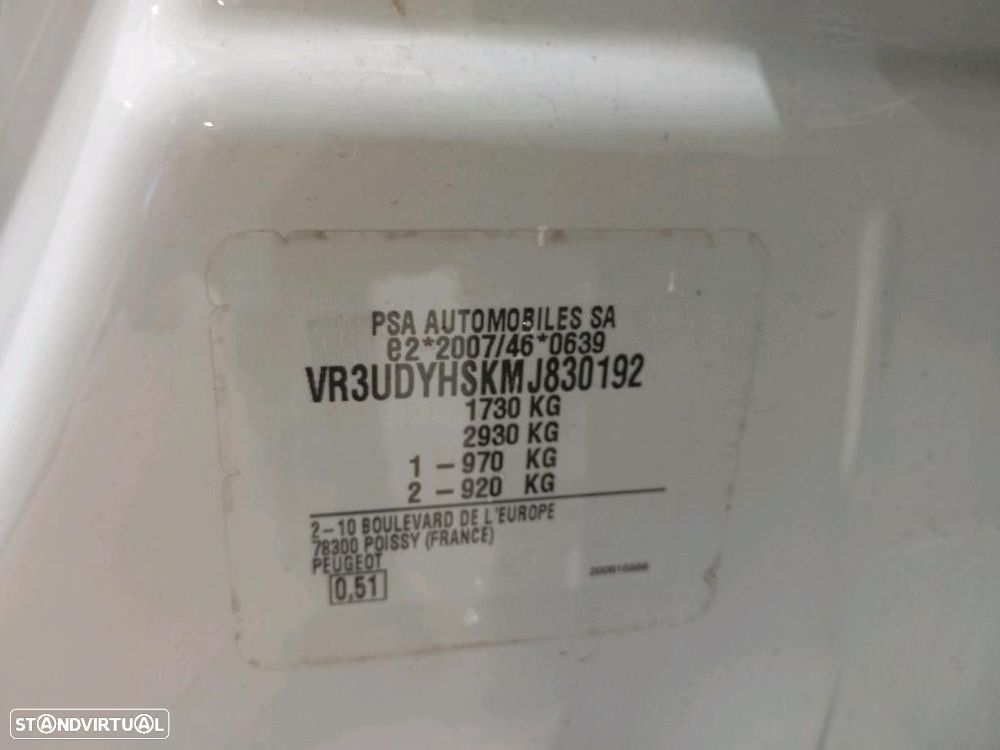 PSA AUTOMOBILES SA
e2*2007/46*0639
VR3UDYHSKMJ830192
1730 KG
2930 KG
1 – 970 KG
2 – 920 KG
2–10 BOULEVARD DE L'EUROPE
78300 POISSY (FRANCE)
PEUGEOT
0,51
STANDVIRTUAL